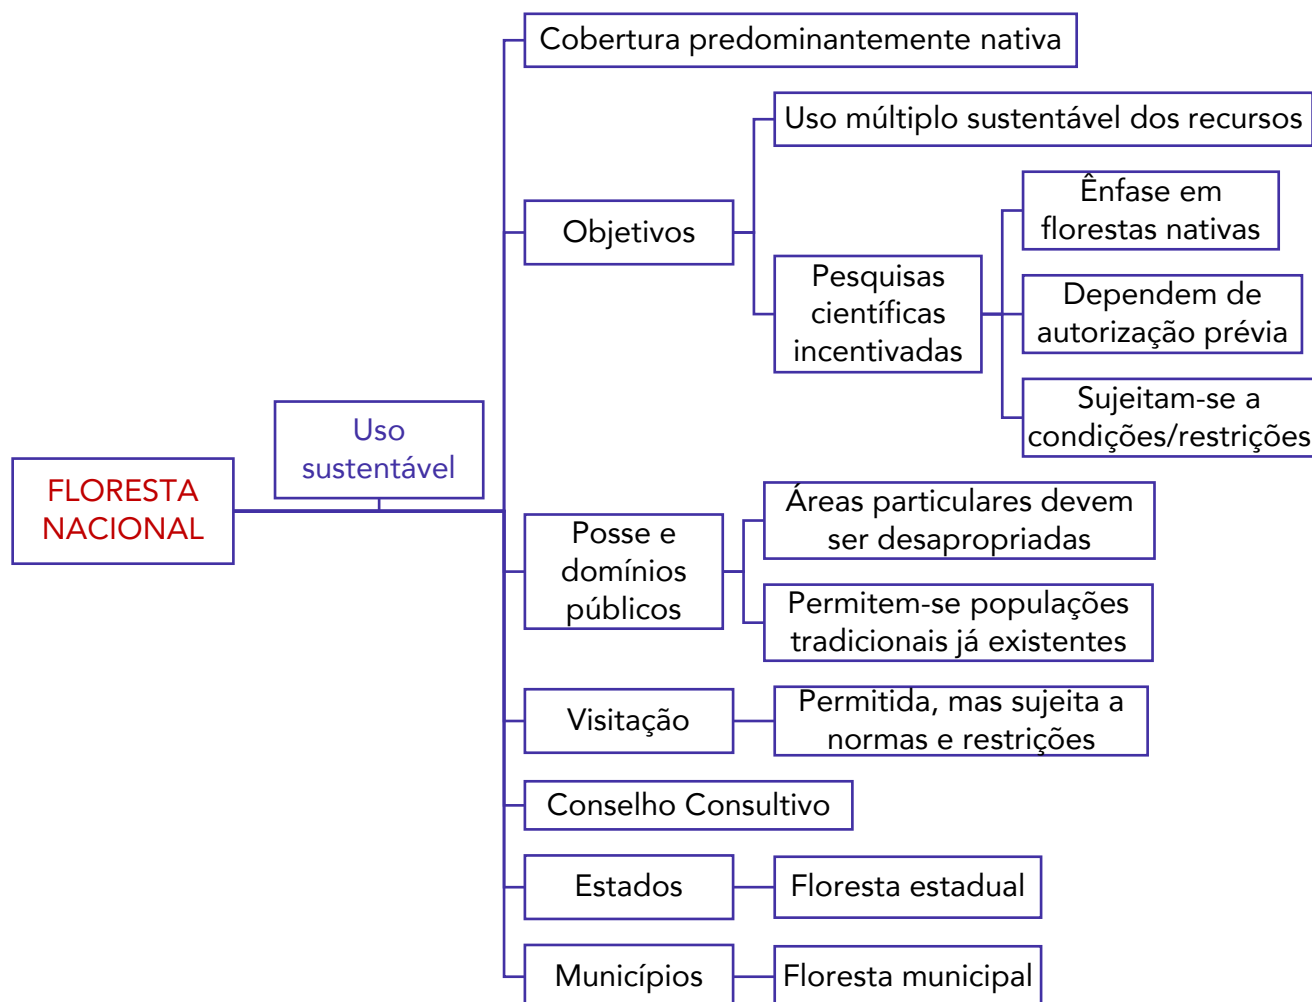 FLORESTA
NACIONAL
Uso
sustentável
Cobertura predominantemente nativa
Objetivos
Uso múltiplo sustentável dos recursos
Pesquisas
científicas
incentivadas
Ênfase em
florestas nativas
Dependem de
autorização prévia
Sujeitam-se a
condições/restrições
Posse e
domínios
públicos
Áreas particulares devem
ser desapropriadas
Permitem-se populações
tradicionais já existentes
Visitação
Permitida, mas sujeita a
normas e restrições
Conselho Consultivo
Estados
Floresta estadual
Municípios
Floresta municipal